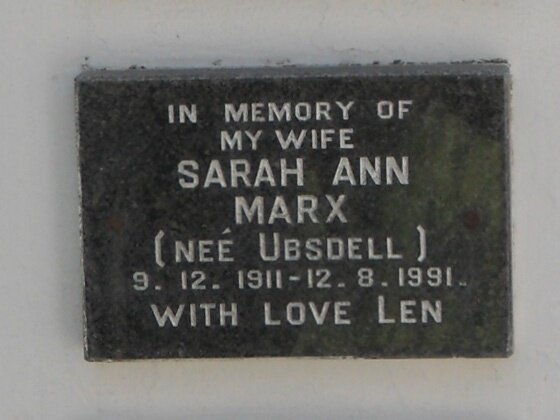 IN MEMORY OF
MY WIFE
SARAH ANN
MARX
(NEÉ UBSDELL)
9. 12. 1911-12. 8. 1991.
WITH LOVE LEN